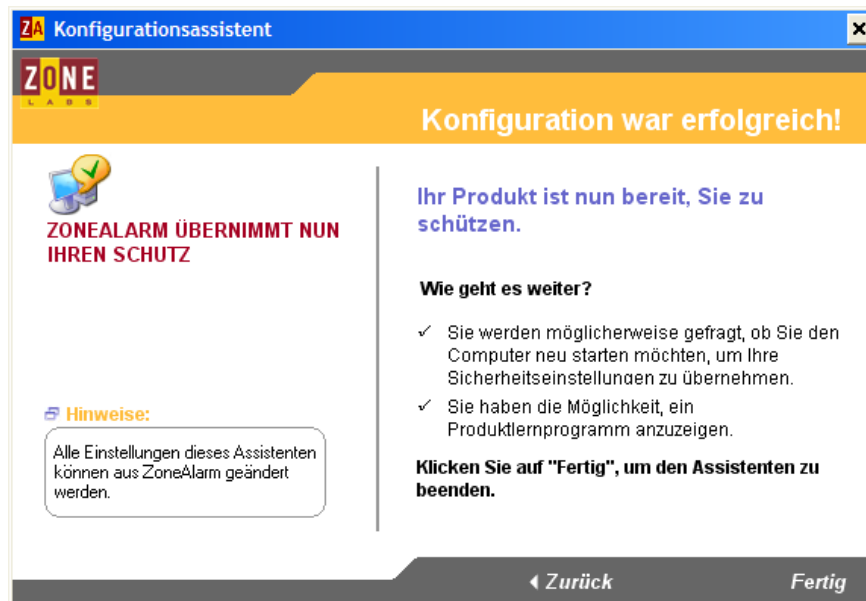 ZA Konfigurationsassistent
ZONE
LABS
Konfiguration war erfolgreich!
ZONEALARM ÜBERNIMMT NUN
IHREN SCHUTZ
Hinweise:
Alle Einstellungen dieses Assistenten
können aus ZoneAlarm geändert
werden.
Ihr Produkt ist nun bereit, Sie zu
schützen.
Wie geht es weiter?
✓ Sie werden möglicherweise gefragt, ob Sie den
Computer neu starten möchten, um Ihre
Sicherheitseinstellungen zu übernehmen.
✓ Sie haben die Möglichkeit, ein
Produktlernprogramm anzuzeigen.
Klicken Sie auf "Fertig", um den Assistenten zu
beenden.
Zurück
Fertig